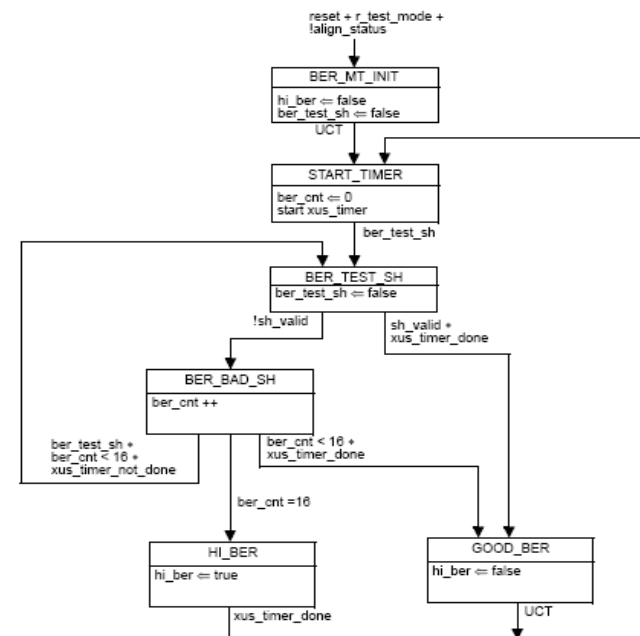 reset + r_test_mode +
!align_status
BER_MT_INIT
hi_ber ⇐ false
ber_test_sh ⇐ false
UCT
START_TIMER
ber_cnt ⇐ 0
start xus_timer
ber_test_sh
BER_TEST_SH
ber_test_sh ⇐ false
!sh_valid
sh_valid *
xus_timer_done
BER_BAD_SH
ber_cnt ++
ber_test_sh *
ber_cnt < 16 *
xus_timer_not_done
ber_cnt < 16 *
xus_timer_done
ber_cnt =16
HI_BER
hi_ber ⇐ true
xus_timer_done
GOOD_BER
hi_ber ⇐ false
UCT